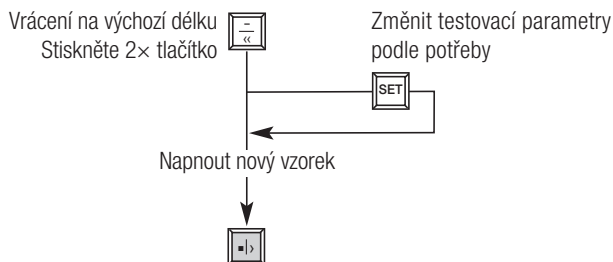 Vrácení na výchozí délku
Stiskněte 2× tlačítko
Změnit testovací parametry
podle potřeby
SET
Napnout nový vzorek